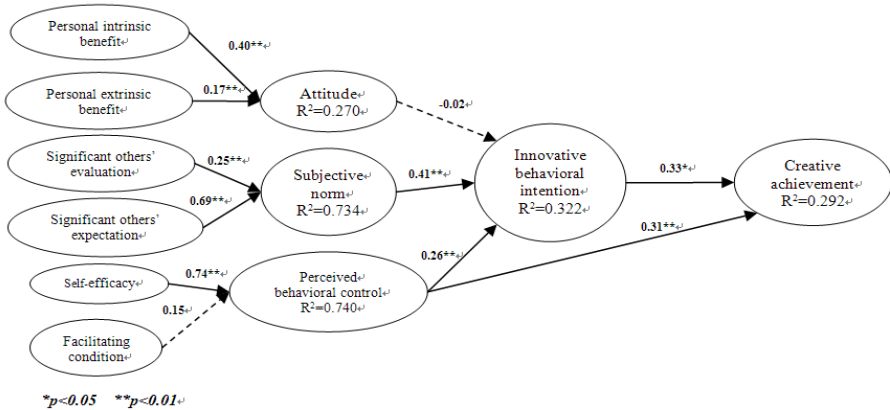 Personal intrinsic
benefit↵
0.40**↵
Personal extrinsic
benefit↵
0.17**↵
Attitude↵
R²=0.270↵
-0.02↵
Significant others’
evaluation↵
0.25**↵
Significant others’
expectation↵
0.69**↵
Subjective
norm↵
R²=0.734↵
0.41**↵
Innovative
behavioral
intention↵
R²=0.322↵
0.33*↵
Creative
achievement↵
R²=0.292↵
Self-efficacy↵
0.74**↵
Facilitating
condition↵
0.15↵
Perceived↵
behavioral control↵
R²=0.740↵
0.26**↵
0.31**↵
*p<0.05 **p<0.01↵